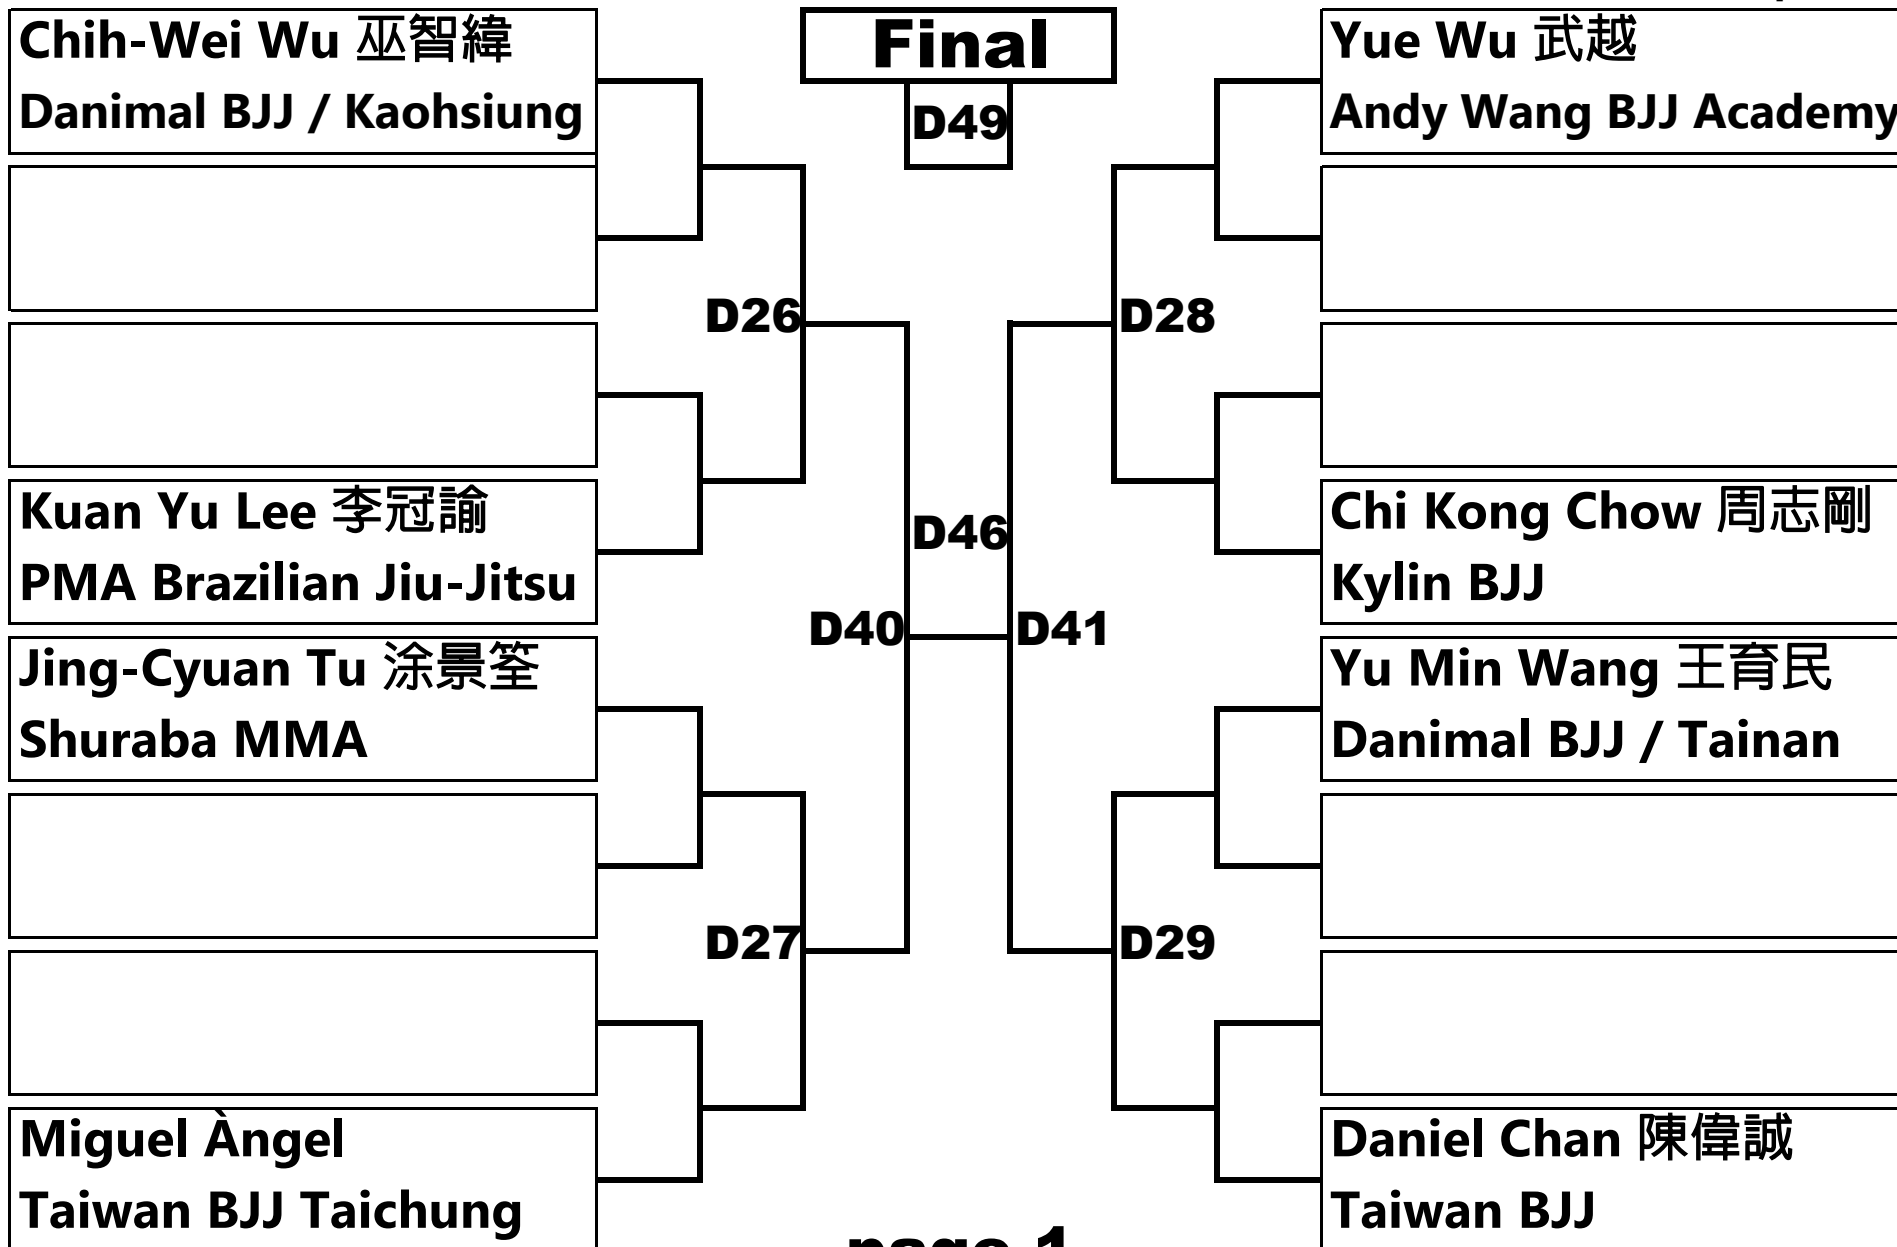 Chih-Wei Wu 巫智緯
Danimal BJJ / Kaohsiung
Kuan Yu Lee 李冠諭
PMA Brazilian Jiu-Jitsu
Jing-Cyuan Tu 涂景筌
Shuraba MMA
Miguel Àngel
Taiwan BJJ Taichung
D26
D27
D40
Final
D49
D46
D41
D28
D29
Yue Wu 武越
Andy Wang BJJ Academy
Chi Kong Chow 周志剛
Kylin BJJ
Yu Min Wang 王育民
Danimal BJJ / Tainan
Daniel Chan 陳偉誠
Taiwan BJJ
page 1